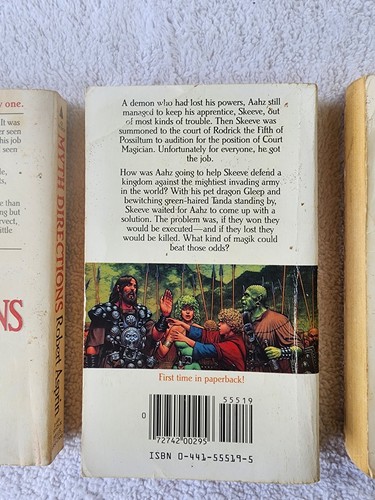 y one.
It was
er seen
his job
seen
le,
ts,
e than
ng but
ervect,
ittle
NS
MYTH DIRECTIONS Robert Asprin
A demon who had lost his powers, Aahz still
managed to keep his apprentice, Skeeve, out
of most kinds of trouble. Then Skeeve was
summoned to the court of Rodrick the Fifth of
Possiltum to audition for the position of Court
Magician. Unfortunately for everyone, he got
the job.
How was Aahz going to help Skeeve defend a
kingdom against the mightiest invading army
in the world? With his pet dragon Gleep and
bewitching green-haired Tanda standing by,
Skeeve waited for Aahz to come up with a
solution. The problem was, if they won they
would be executed—and if they lost they
would be killed. What kind of magik could
beat those odds?
First time in paperback!
55519
0
72742 00295
ISBN 0-441-55519-5